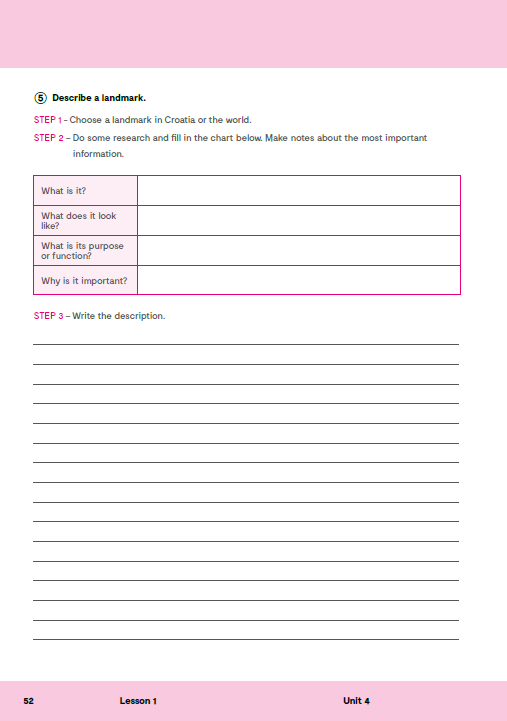 5 Describe a landmark.
STEP 1 - Choose a landmark in Croatia or the world.
STEP 2 – Do some research and fill in the chart below. Make notes about the most important
information.
What is it?
What does it look
like?
What is its purpose
or function?
Why is it important?
STEP 3 – Write the description.
52 Lesson 1 Unit 4